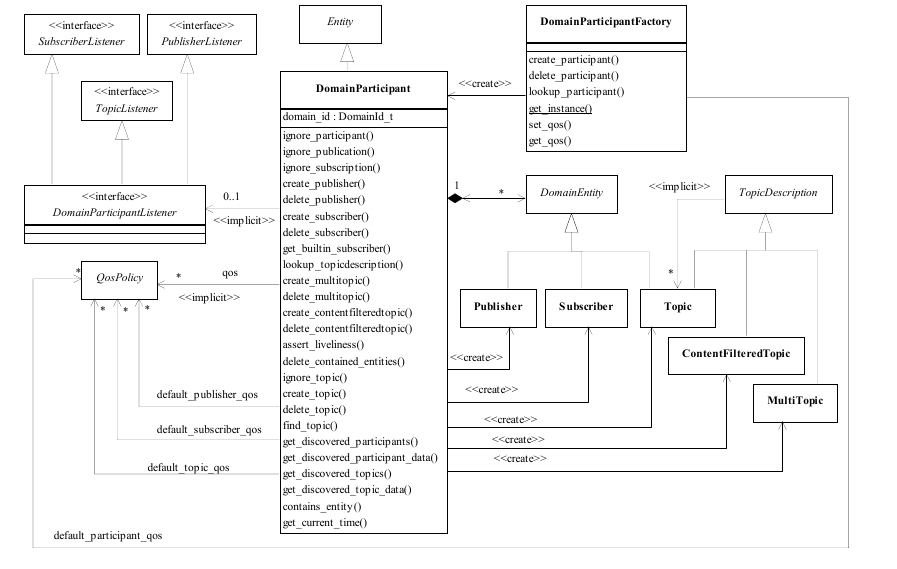 <<interface>>
SubscriberListener
<<interface>>
PublisherListener
Entity
DomainParticipantFactory
create_participant()
delete_participant()
lookup_participant()
get_instance()
set_qos()
get_qos()
<<interface>>
TopicListener
DomainParticipant
domain_id : DomainId_t
ignore_participant()
ignore_publication()
ignore_subscription()
create_publisher()
delete_publisher()
create_subscriber()
delete_subscriber()
get_builtin_subscriber()
lookup_topicdescription()
create_multitopic()
delete_multitopic()
create_contentfilteredtopic()
delete_contentfilteredtopic()
assert_liveliness()
delete_contained_entities()
ignore_topic()
create_topic()
delete_topic()
find_topic()
get_discovered_participants()
get_discovered_participant_data()
get_discovered_topics()
get_discovered_topic_data()
contains_entity()
get_current_time()
<<create>>
<<interface>>
DomainParticipantListener
0..1
<<implicit>>
1
*
DomainEntity
<<implicit>>
TopicDescription
*
QosPolicy
*
*
qos
<<implicit>>
*
*
*
Publisher
Subscriber
Topic
ContentFilteredTopic
MultiTopic
<<create>>
<<create>>
<<create>>
<<create>>
<<create>>
default_publisher_qos
default_subscriber_qos
default_topic_qos
default_participant_qos